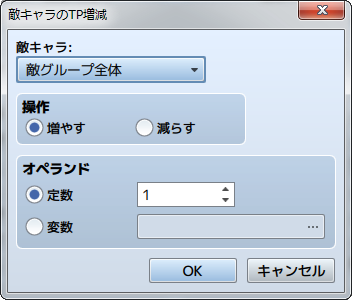 敵キャラのTP増減
敵キャラ:
敵グループ全体
操作
増やす 減らす
オペランド
定数 1
変数 ...
OK キャンセル